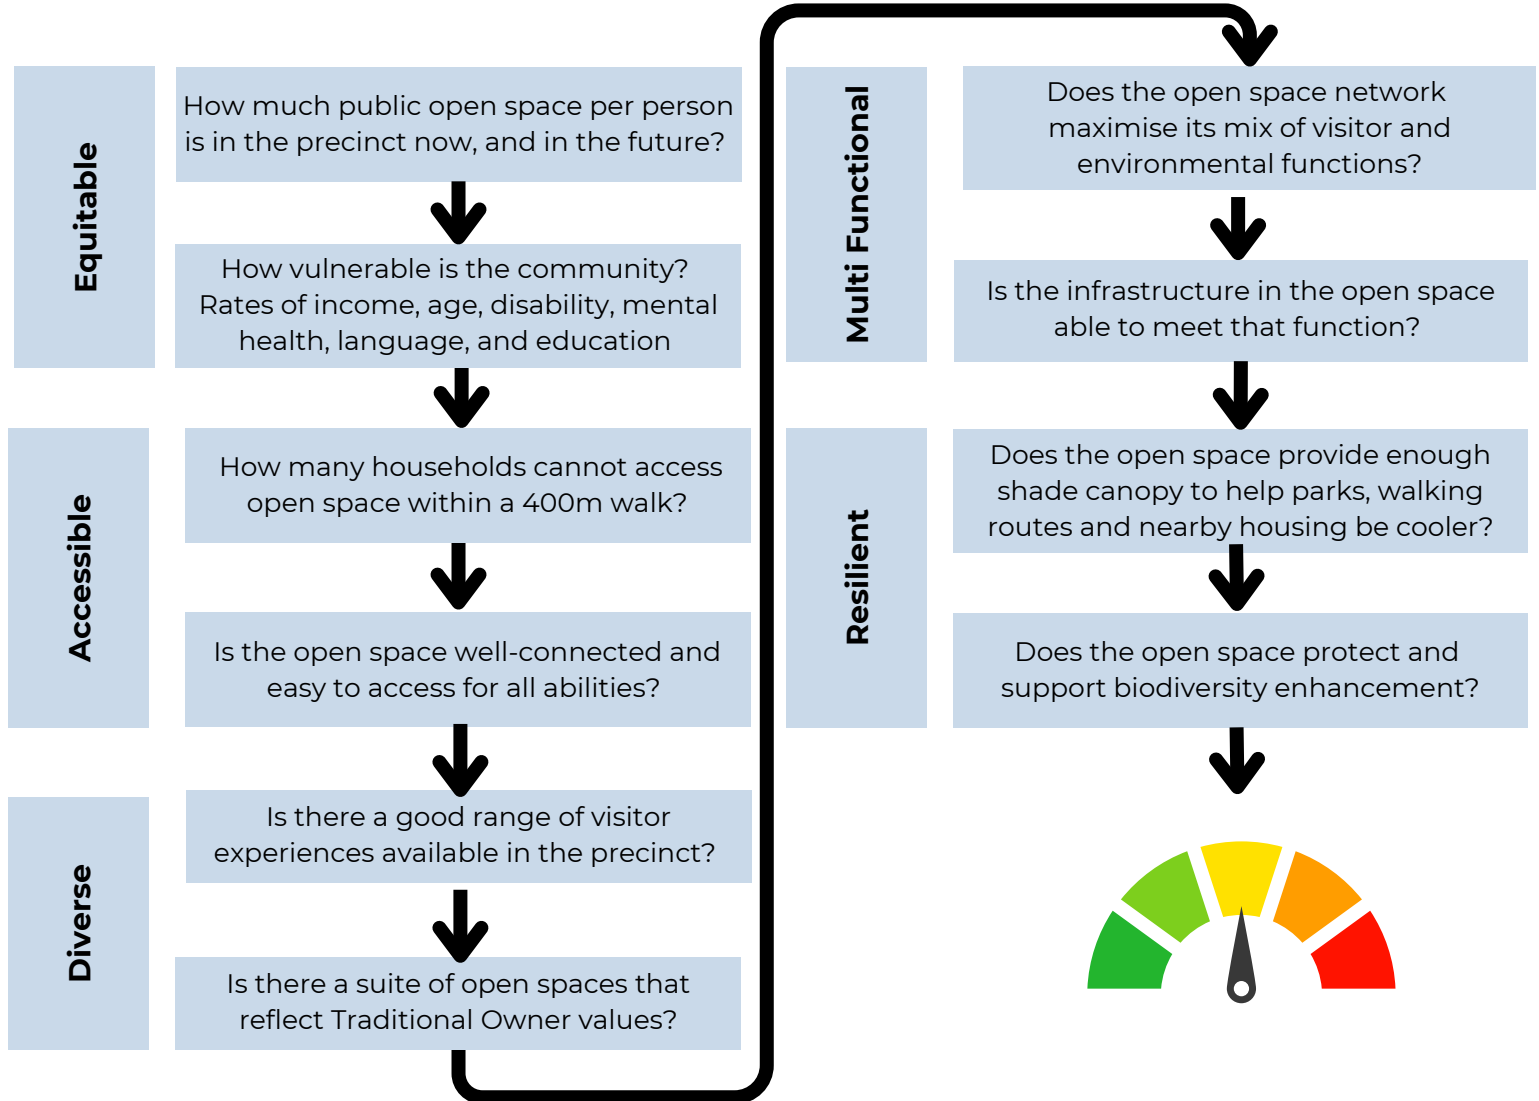 Equitable
How much public open space per person
is in the precinct now, and in the future?
How vulnerable is the community?
Rates of income, age, disability, mental
health, language, and education
Accessible
How many households cannot access
open space within a 400m walk?
Is the open space well-connected and
easy to access for all abilities?
Diverse
Is there a good range of visitor
experiences available in the precinct?
Is there a suite of open spaces that
reflect Traditional Owner values?
Multi Functional
Does the open space network
maximise its mix of visitor and
environmental functions?
Is the infrastructure in the open space
able to meet that function?
Resilient
Does the open space provide enough
shade canopy to help parks, walking
routes and nearby housing be cooler?
Does the open space protect and
support biodiversity enhancement?